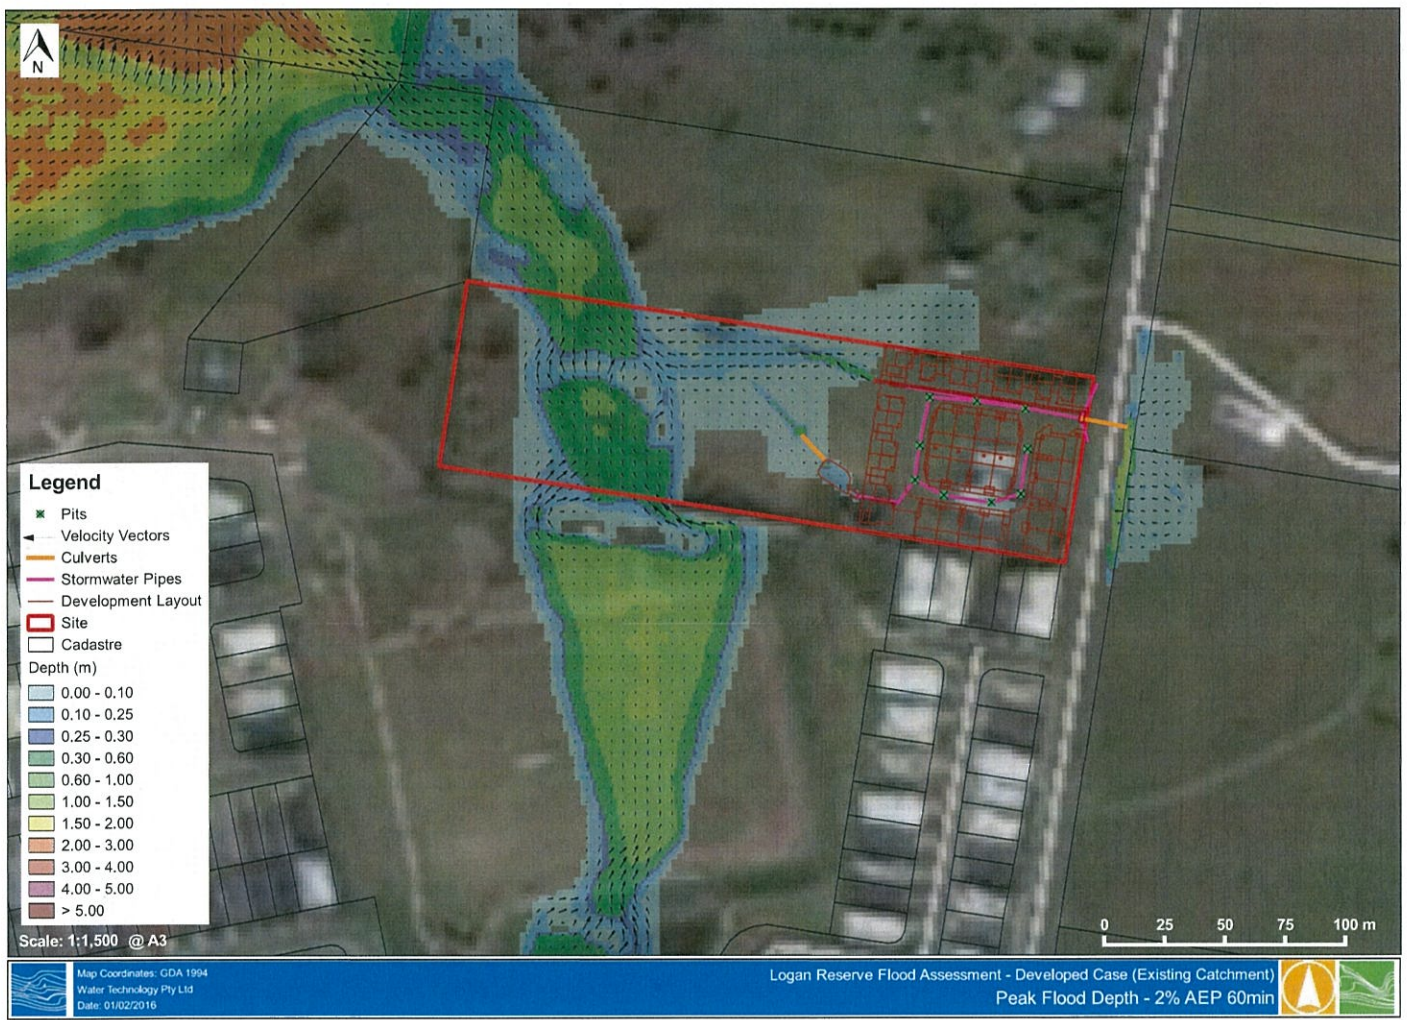 N
Legend
Pits
Velocity Vectors
Culverts
Stormwater Pipes
Development Layout
Site
Cadastre
Depth (m)
0.00 - 0.10
0.10 - 0.25
0.25 - 0.30
0.30 - 0.60
0.60 - 1.00
1.00 - 1.50
1.50 - 2.00
2.00 - 3.00
3.00 - 4.00
4.00 - 5.00
> 5.00
Scale: 1:1,500 @ A3
0 25 50 75 100 m
Map Coordinates: GDA 1994
Water Technology Pty Ltd
Date: 01/02/2016
Logan Reserve Flood Assessment - Developed Case (Existing Catchment)
Peak Flood Depth - 2% AEP 60min